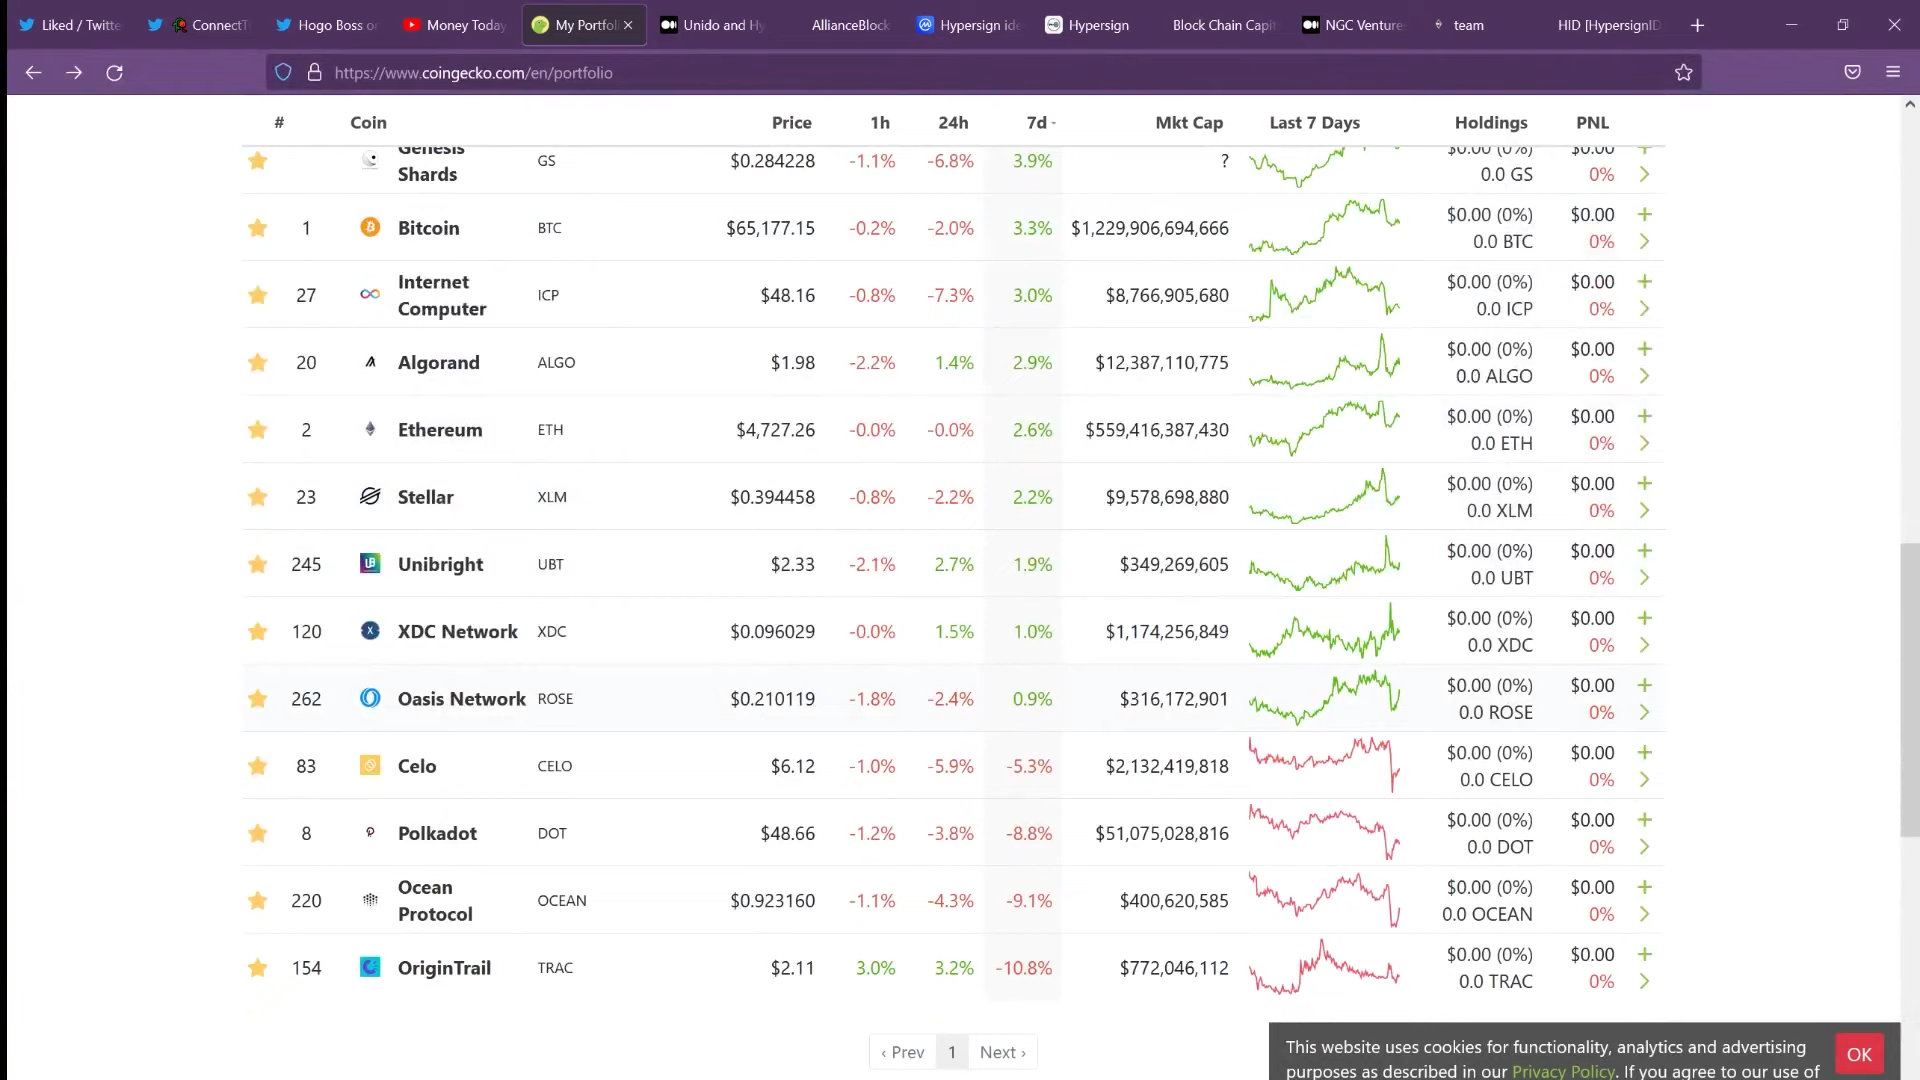 Liked / Twitte ConnectT Hogo Boss or Money Today My Portfol × Unido and Hy AllianceBlock Hypersign ide Hypersign Block Chain Capit NGC Venture team HID [HypersignID
https://www.coingecko.com/en/portfolio
# Coin Price 1h 24h 7d Mkt Cap Last 7 Days Holdings PNL
Genesis Shards GS $0.284228 -1.1% -6.8% 3.9% ? $0.00 (0%) $0.00
0.0 GS 0%
1 Bitcoin BTC $65,177.15 -0.2% -2.0% 3.3% $1,229,906,694,666 $0.00 (0%) $0.00
0.0 BTC 0%
27 Internet Computer ICP $48.16 -0.8% -7.3% 3.0% $8,766,905,680 $0.00 (0%) $0.00
0.0 ICP 0%
20 Algorand ALGO $1.98 -2.2% 1.4% 2.9% $12,387,110,775 $0.00 (0%) $0.00
0.0 ALGO 0%
2 Ethereum ETH $4,727.26 -0.0% -0.0% 2.6% $559,416,387,430 $0.00 (0%) $0.00
0.0 ETH 0%
23 Stellar XLM $0.394458 -0.8% -2.2% 2.2% $9,578,698,880 $0.00 (0%) $0.00
0.0 XLM 0%
245 Unibright UBT $2.33 -2.1% 2.7% 1.9% $349,269,605 $0.00 (0%) $0.00
0.0 UBT 0%
120 XDC Network XDC $0.096029 -0.0% 1.5% 1.0% $1,174,256,849 $0.00 (0%) $0.00
0.0 XDC 0%
262 Oasis Network ROSE $0.210119 -1.8% -2.4% 0.9% $316,172,901 $0.00 (0%) $0.00
0.0 ROSE 0%
83 Celo CELO $6.12 -1.0% -5.9% -5.3% $2,132,419,818 $0.00 (0%) $0.00
0.0 CELO 0%
8 Polkadot DOT $48.66 -1.2% -3.8% -8.8% $51,075,028,816 $0.00 (0%) $0.00
0.0 DOT 0%
220 Ocean Protocol OCEAN $0.923160 -1.1% -4.3% -9.1% $400,620,585 $0.00 (0%) $0.00
0.0 OCEAN 0%
154 OriginTrail TRAC $2.11 3.0% 3.2% -10.8% $772,046,112 $0.00 (0%) $0.00
0.0 TRAC 0%
‹ Prev 1 Next ›
This website uses cookies for functionality, analytics and advertising
purposes as described in our Privacy Policy. If you agree to our use of
OK